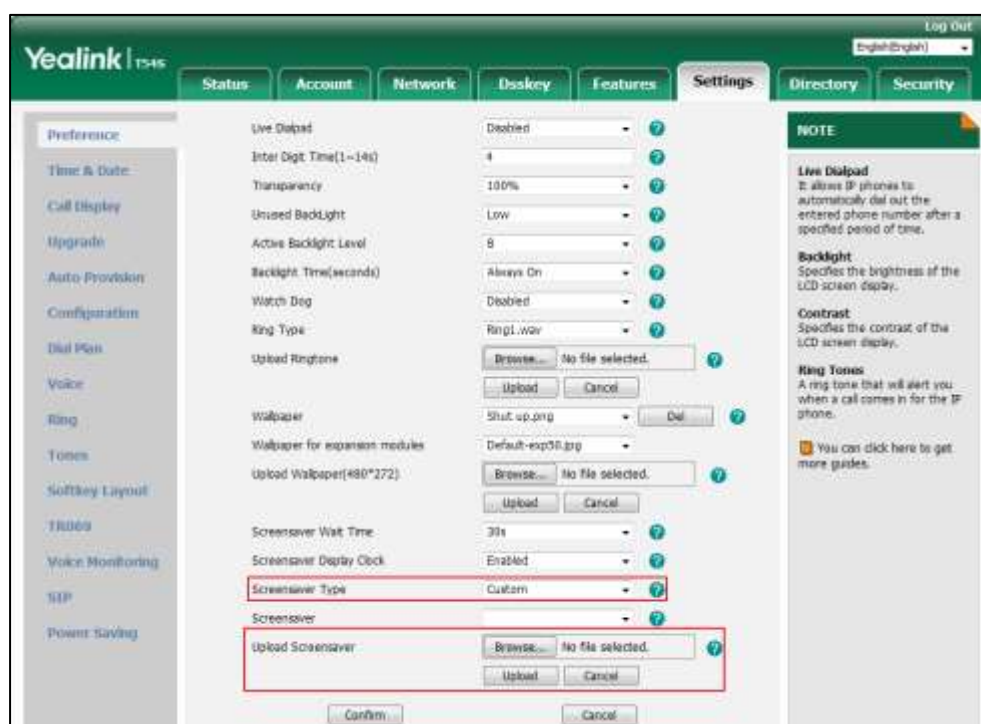 Log Out
English(English)
Yealink T54S
Status Account Network Dsskey Features Settings Directory Security
Preference
Time & Date
Call Display
Upgrade
Auto Provision
Configuration
Dial Plan
Voice
Ring
Tones
Softkey Layout
TR069
Voice Monitoring
SIP
Power Saving
Live Dialpad Disabled
Inter Digit Time(1~14s) 4
Transparency 100%
Unused BackLight Low
Active Backlight Level 8
Backlight Time(seconds) Always On
Watch Dog Disabled
Ring Type Ring1.wav
Upload Ringtone Browse... No file selected.
Upload Cancel
Wallpaper Shut up.png Del
Wallpaper for expansion modules Default-exp50.jpg
Upload Wallpaper(480*272) Browse... No file selected.
Upload Cancel
Screensaver Wait Time 30s
Screensaver Display Clock Enabled
Screensaver Type Custom
Screensaver
Upload Screensaver Browse... No file selected.
Upload Cancel
Confirm Cancel
NOTE
Live Dialpad
It allows IP phones to
automatically dial out the
entered phone number after a
specified period of time.
Backlight
Specifies the brightness of the
LCD screen display.
Contrast
Specifies the contrast of the
LCD screen display.
Ring Tones
A ring tone that will alert you
when a call comes in for the IP
phone.
You can click here to get
more guides.